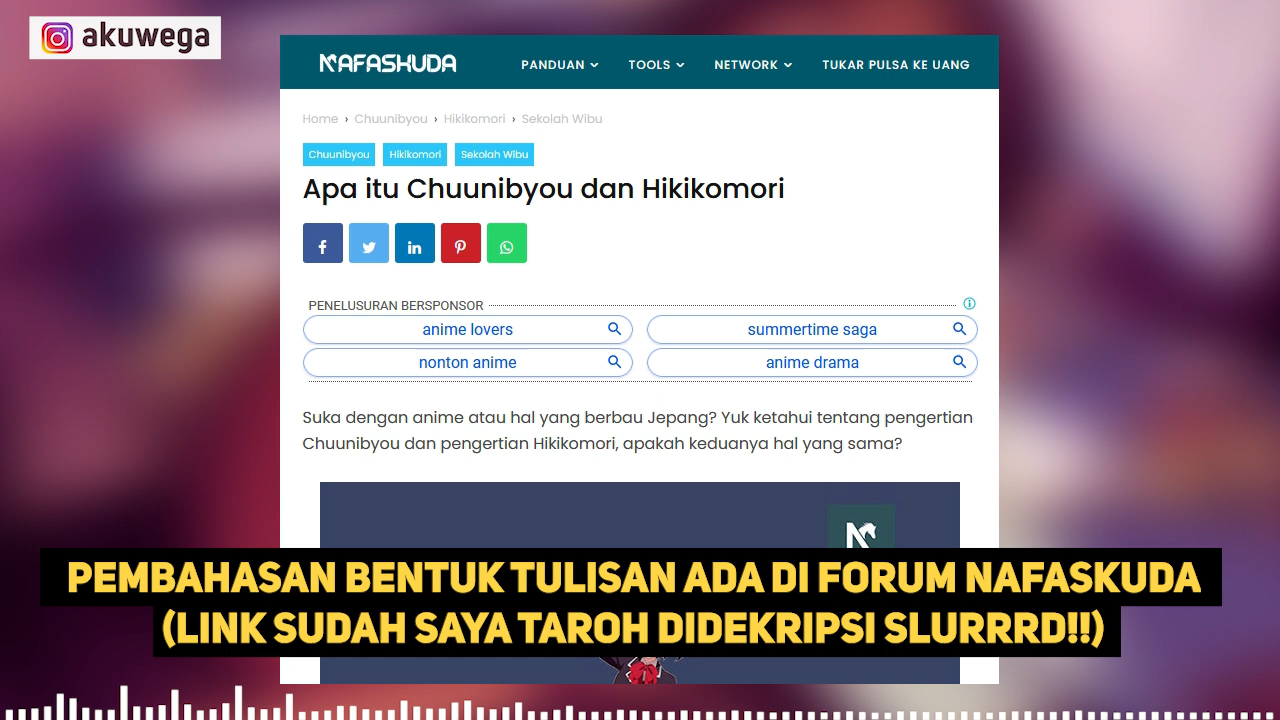 akuwega
NAFASKUDA
PANDUAN TOOLS NETWORK TUKAR PULSA KE UANG
Home › Chuunibyou › Hikikomori › Sekolah Wibu
Chuunibyou Hikikomori Sekolah Wibu
Apa itu Chuunibyou dan Hikikomori
PENELUSURAN BERSPONSOR
anime lovers summertime saga
nonton anime anime drama
Suka dengan anime atau hal yang berbau Jepang? Yuk ketahui tentang pengertian
Chuunibyou dan pengertian Hikikomori, apakah keduanya hal yang sama?
PEMBAHASAN BENTUK TULISAN ADA DI FORUM NAFASKUDA
(LINK SUDAH SAYA TAROH DIDEKRIPSI SLURRRD!!)